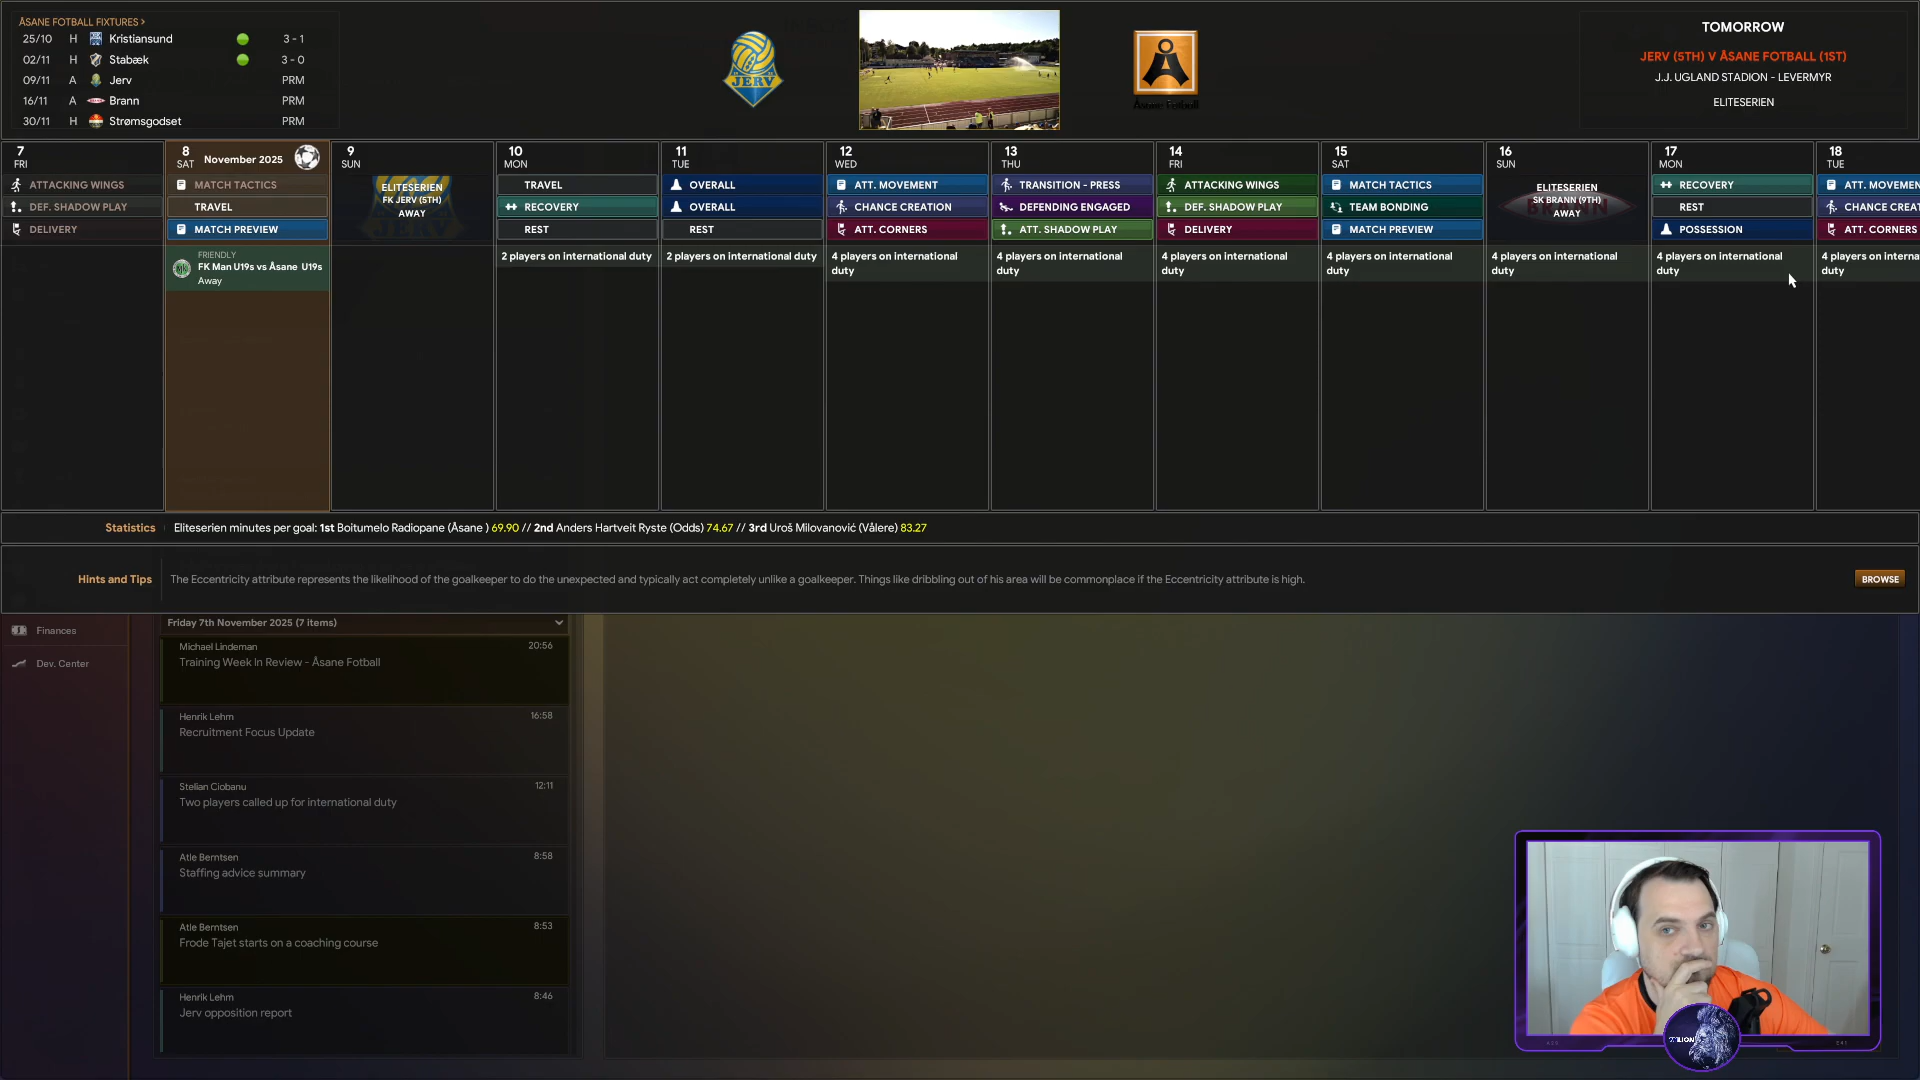 ÅSANE FOTBALL FIXTURES >
25/10 H Kristiansund 3 - 1
02/11 H Stabæk 3 - 0
09/11 A Jerv PRM
16/11 A Brann PRM
30/11 H Strømsgodset PRM
JERV
Åsane Fotball
TOMORROW
JERV (5TH) V ÅSANE FOTBALL (1ST)
J.J. UGLAND STADION - LEVERMYR
ELITESERIEN
7
FRI
ATTACKING WINGS
DEF. SHADOW PLAY
DELIVERY
8
SAT November 2025
MATCH TACTICS
TRAVEL
MATCH PREVIEW
FRIENDLY
FK Man U19s vs Åsane U19s
Away
9
SUN
ELITESERIEN
FK JERV (5TH)
AWAY
10
MON
TRAVEL
RECOVERY
REST
2 players on international duty
11
TUE
OVERALL
OVERALL
REST
2 players on international duty
12
WED
ATT. MOVEMENT
CHANCE CREATION
ATT. CORNERS
4 players on international
duty
13
THU
TRANSITION - PRESS
DEFENDING ENGAGED
ATT. SHADOW PLAY
4 players on international
duty
14
FRI
ATTACKING WINGS
DEF. SHADOW PLAY
DELIVERY
4 players on international
duty
15
SAT
MATCH TACTICS
TEAM BONDING
MATCH PREVIEW
4 players on international
duty
16
SUN
ELITESERIEN
SK BRANN (9TH)
AWAY
4 players on international
duty
17
MON
RECOVERY
REST
POSSESSION
4 players on international
duty
18
TUE
ATT. MOVEMEN
CHANCE CREAT
ATT. CORNERS
4 players on interna
duty
Statistics Eliteserien minutes per goal: 1st Boitumelo Radiopane (Åsane ) 69.90 // 2nd Anders Hartveit Ryste (Odds) 74.67 // 3rd Uroš Milovanović (Vålere) 83.27
Hints and Tips The Eccentricity attribute represents the likelihood of the goalkeeper to do the unexpected and typically act completely unlike a goalkeeper. Things like dribbling out of his area will be commonplace if the Eccentricity attribute is high.
BROWSE
Finances
Dev. Center
Friday 7th November 2025 (7 items)
Michael Lindeman 20:56
Training Week In Review - Åsane Fotball
Henrik Lehm 16:58
Recruitment Focus Update
Stelian Ciobanu 12:11
Two players called up for international duty
Atle Berntsen 8:58
Staffing advice summary
Atle Berntsen 8:53
Frode Tajet starts on a coaching course
Henrik Lehm 8:46
Jerv opposition report